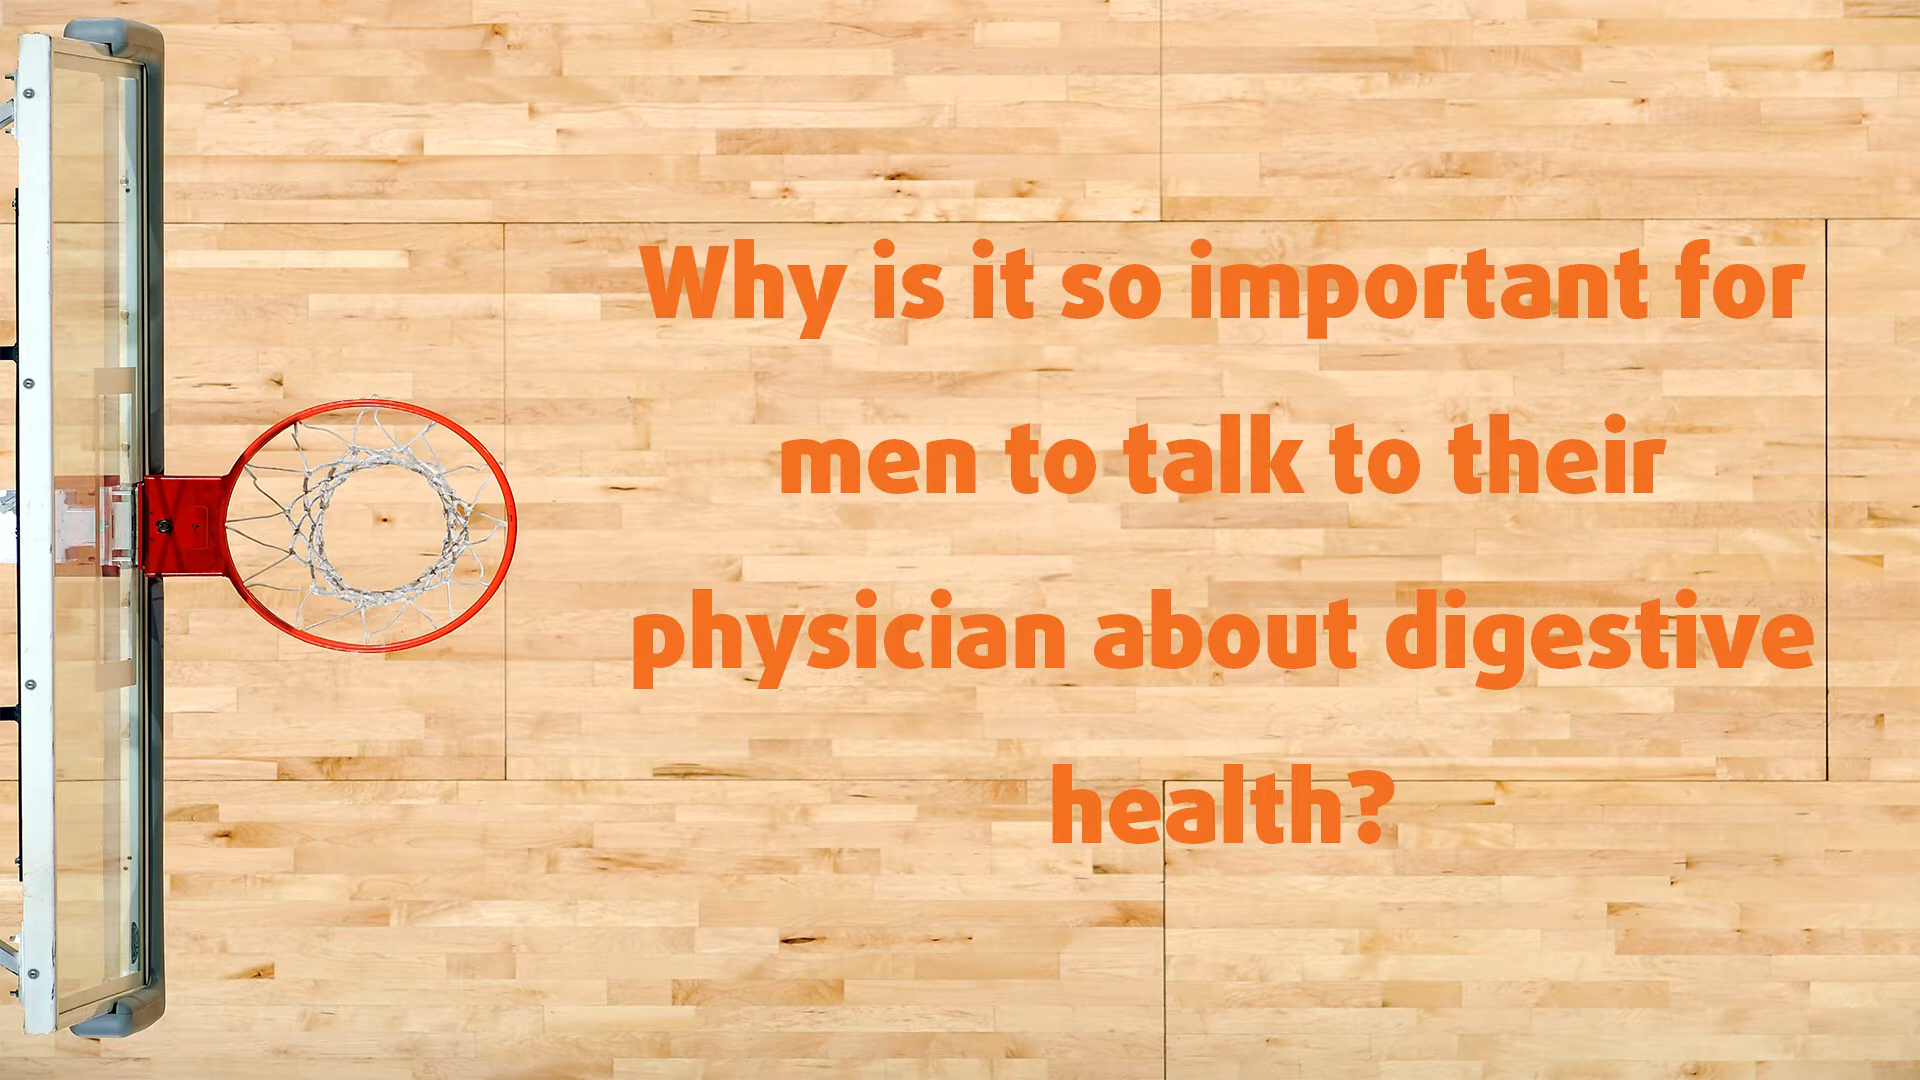 Why is it so important for
men to talk to their
physician about digestive
health?